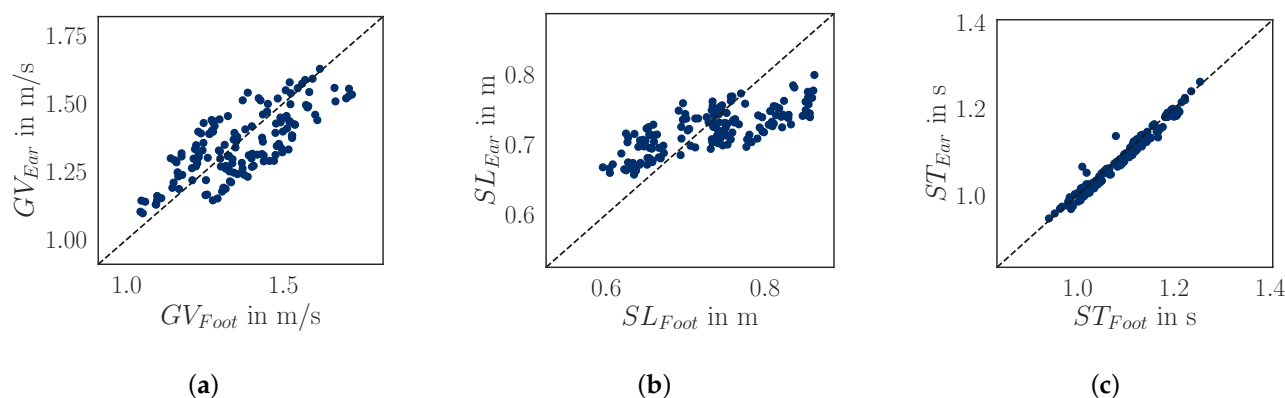 1.75
1.50
1.25
1.00
GV_Ear in m/s
1.0 1.5
GV_Foot in m/s
(a)
0.8
0.7
0.6
SL_Ear in m
0.6 0.8
SL_Foot in m
(b)
1.4
1.2
1.0
ST_Ear in s
1.0 1.2 1.4
ST_Foot in s
(c)